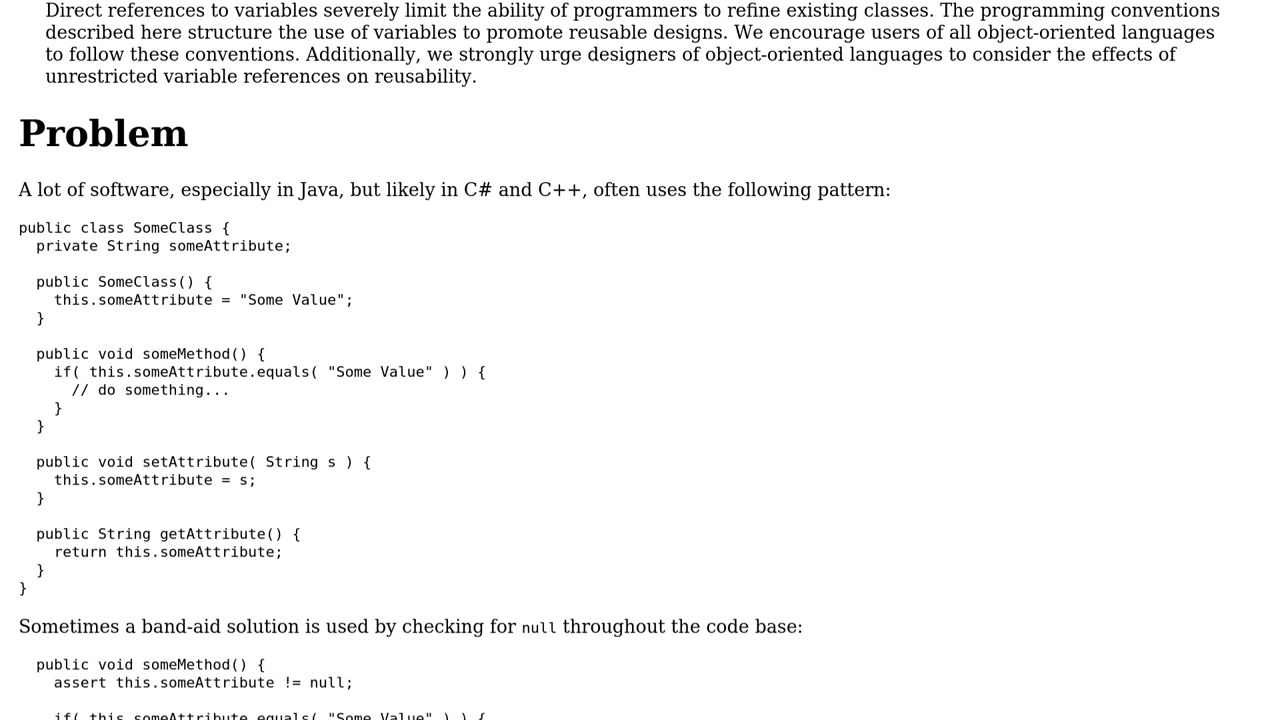 Direct references to variables severely limit the ability of programmers to refine existing classes. The programming conventions
described here structure the use of variables to promote reusable designs. We encourage users of all object-oriented languages
to follow these conventions. Additionally, we strongly urge designers of object-oriented languages to consider the effects of
unrestricted variable references on reusability.
Problem
A lot of software, especially in Java, but likely in C# and C++, often uses the following pattern:
public class SomeClass {
  private String someAttribute;

  public SomeClass() {
    this.someAttribute = "Some Value";
  }

  public void someMethod() {
    if( this.someAttribute.equals( "Some Value" ) ) {
      // do something...
    }
  }

  public void setAttribute( String s ) {
    this.someAttribute = s;
  }

  public String getAttribute() {
    return this.someAttribute;
  }
}
Sometimes a band-aid solution is used by checking for null throughout the code base:
  public void someMethod() {
    assert this.someAttribute != null;

    if( this.someAttribute.equals( "Some Value" ) ) {